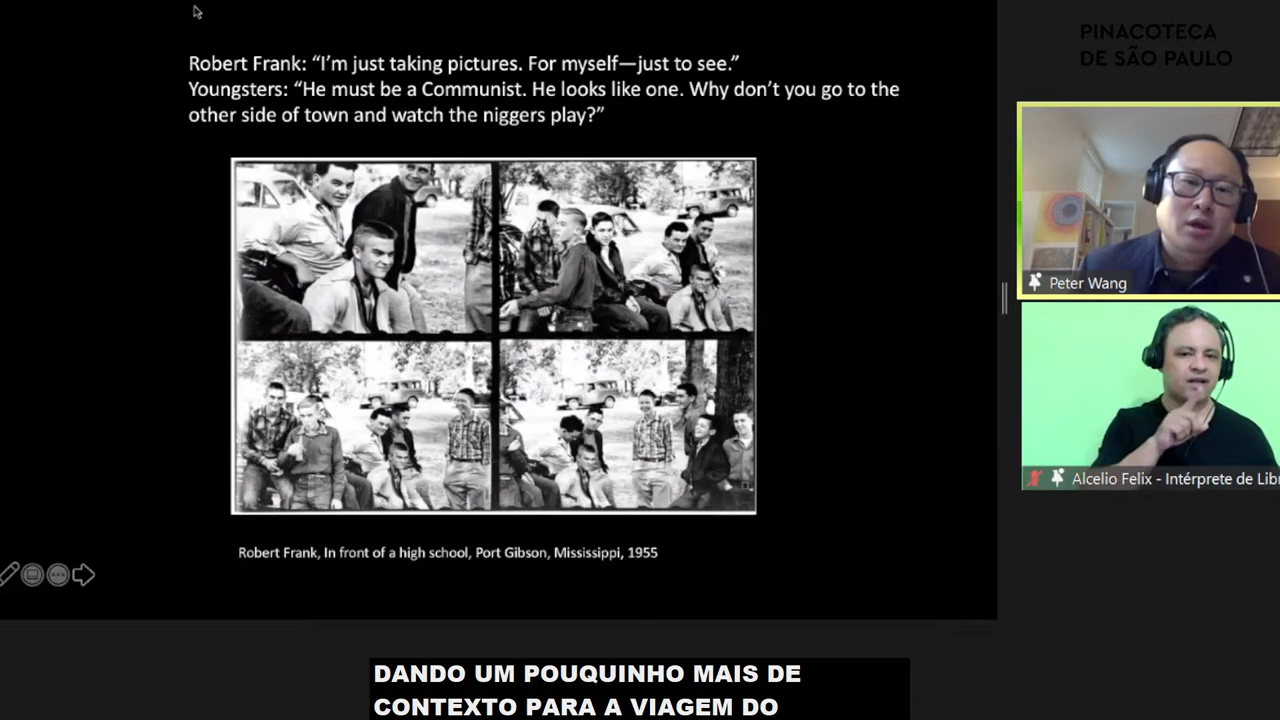 Robert Frank: “I’m just taking pictures. For myself—just to see.”
Youngsters: “He must be a Communist. He looks like one. Why don’t you go to the
other side of town and watch the niggers play?”
Robert Frank, In front of a high school, Port Gibson, Mississippi, 1955
PINACOTECA
DE SÃO PAULO
Peter Wang
Alcelio Felix - Intérprete de Lib
DANDO UM POUQUINHO MAIS DE
CONTEXTO PARA A VIAGEM DO